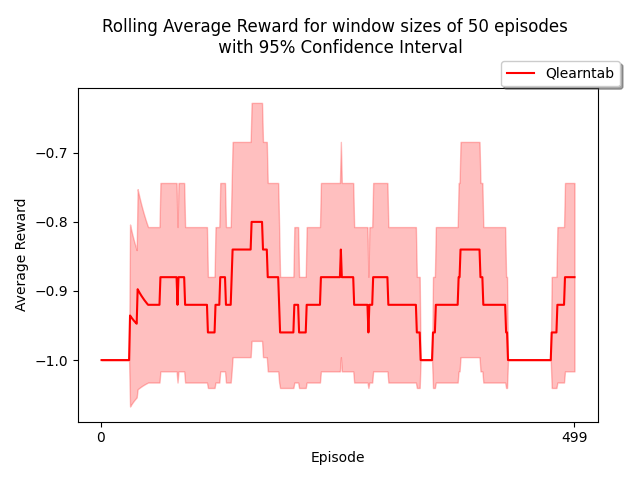 Rolling Average Reward for window sizes of 50 episodes
with 95% Confidence Interval
Qlearntab
Average Reward
−0.7
−0.8
−0.9
−1.0
0
499
Episode